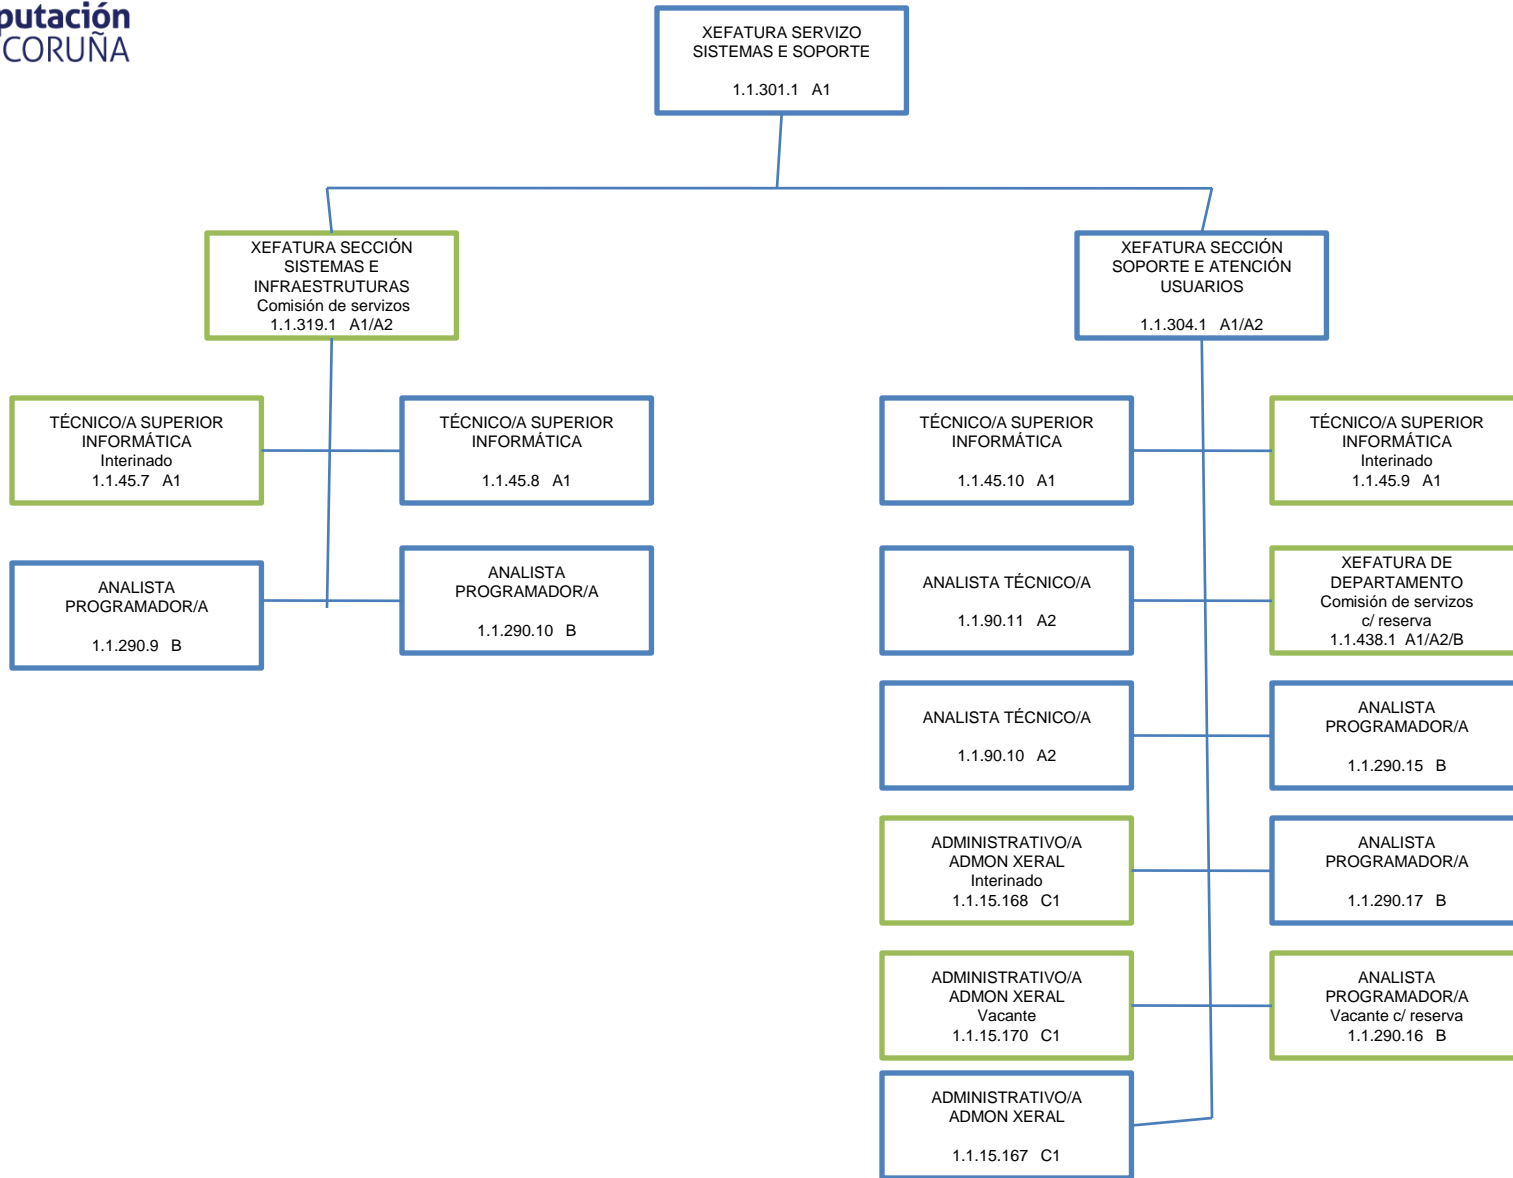 putación
CORUÑA
XEFATURA SERVIZO
SISTEMAS E SOPORTE
1.1.301.1 A1
XEFATURA SECCIÓN
SISTEMAS E
INFRAESTRUTURAS
Comisión de servizos
1.1.319.1 A1/A2
XEFATURA SECCIÓN
SOPORTE E ATENCIÓN
USUARIOS
1.1.304.1 A1/A2
TÉCNICO/A SUPERIOR
INFORMÁTICA
Interinado
1.1.45.7 A1
TÉCNICO/A SUPERIOR
INFORMÁTICA
1.1.45.8 A1
TÉCNICO/A SUPERIOR
INFORMÁTICA
1.1.45.10 A1
TÉCNICO/A SUPERIOR
INFORMÁTICA
Interinado
1.1.45.9 A1
ANALISTA
PROGRAMADOR/A
1.1.290.9 B
ANALISTA
PROGRAMADOR/A
1.1.290.10 B
ANALISTA TÉCNICO/A
1.1.90.11 A2
XEFATURA DE
DEPARTAMENTO
Comisión de servizos
c/ reserva
1.1.438.1 A1/A2/B
ANALISTA TÉCNICO/A
1.1.90.10 A2
ANALISTA
PROGRAMADOR/A
1.1.290.15 B
ADMINISTRATIVO/A
ADMON XERAL
Interinado
1.1.15.168 C1
ANALISTA
PROGRAMADOR/A
1.1.290.17 B
ADMINISTRATIVO/A
ADMON XERAL
Vacante
1.1.15.170 C1
ANALISTA
PROGRAMADOR/A
Vacante c/ reserva
1.1.290.16 B
ADMINISTRATIVO/A
ADMON XERAL
1.1.15.167 C1